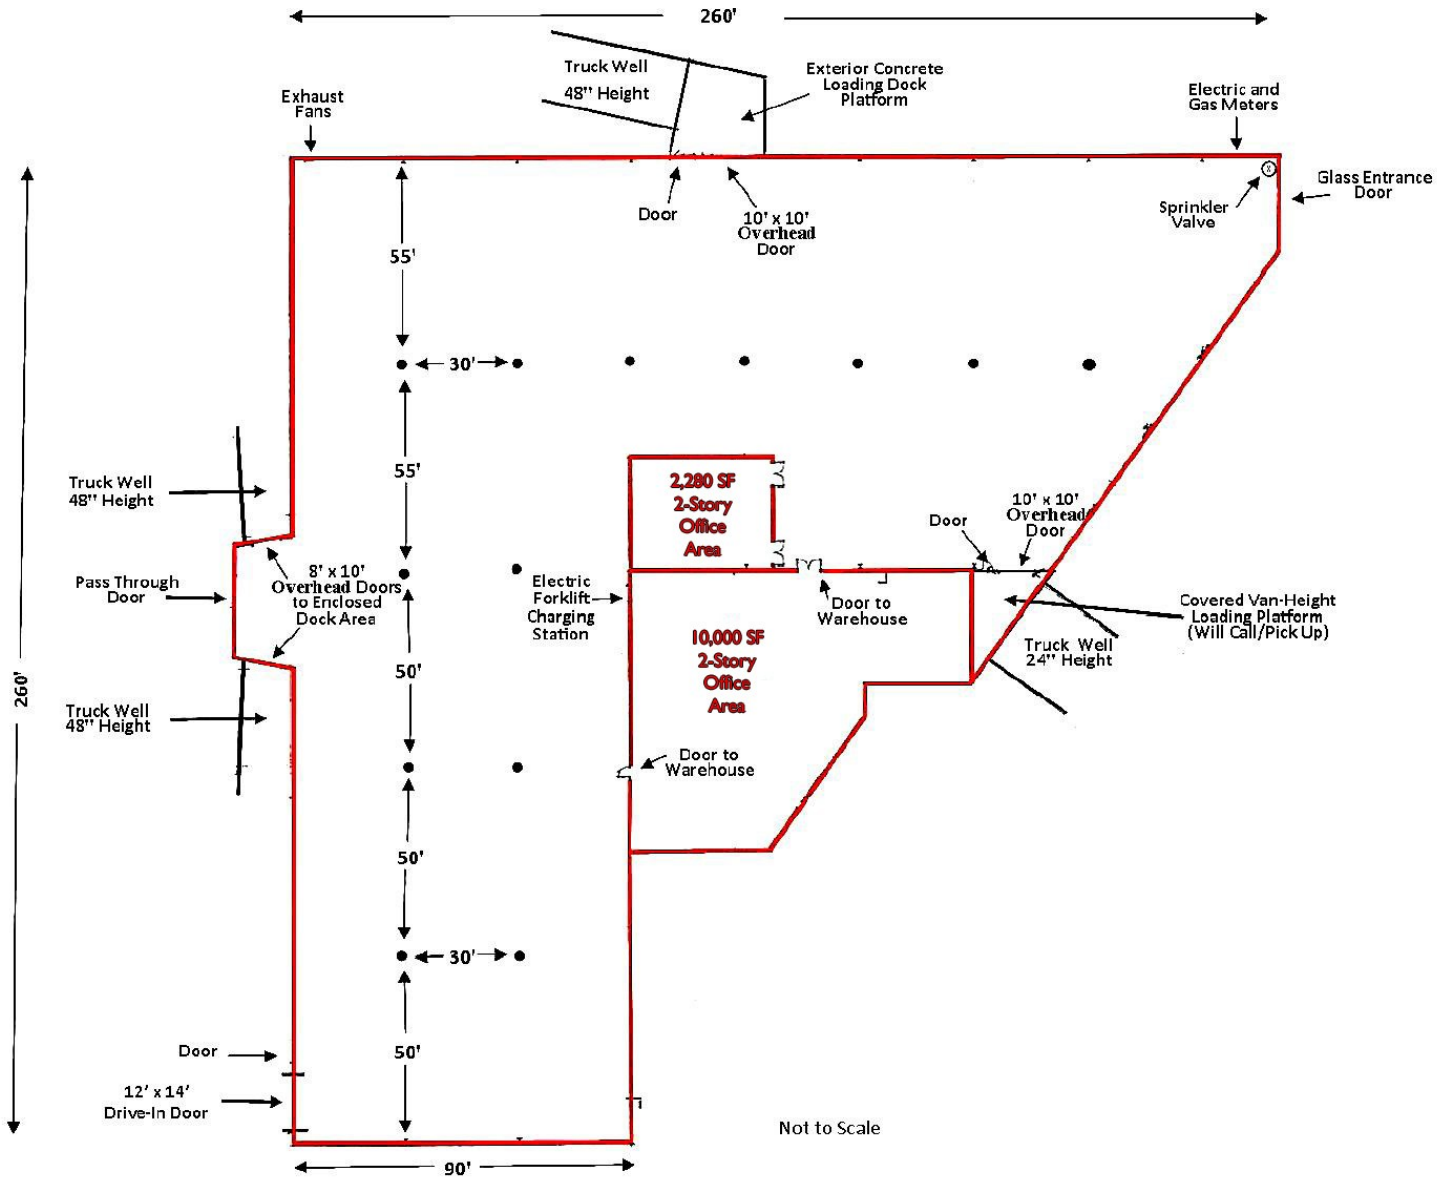 260'
Truck Well
48" Height
Exterior Concrete
Loading Dock
Platform
Exhaust
Fans
Electric and
Gas Meters
Glass Entrance
Door
Sprinkler
Valve
Door
10' x 10'
Overhead
Door
55'
30'
55'
Truck Well
48" Height
2,280 SF
2-Story
Office
Area
10' x 10'
Overhead
Door
Door
Pass Through
Door
8' x 10'
Overhead Doors
to Enclosed
Dock Area
Electric
Forklift
Charging
Station
Door to
Warehouse
Covered Van-Height
Loading Platform
(Will Call/Pick Up)
10,000 SF
2-Story
Office
Area
Truck Well
24" Height
50'
260'
Truck Well
48" Height
Door to
Warehouse
50'
30'
50'
Door
12' x 14'
Drive-In Door
Not to Scale
90'